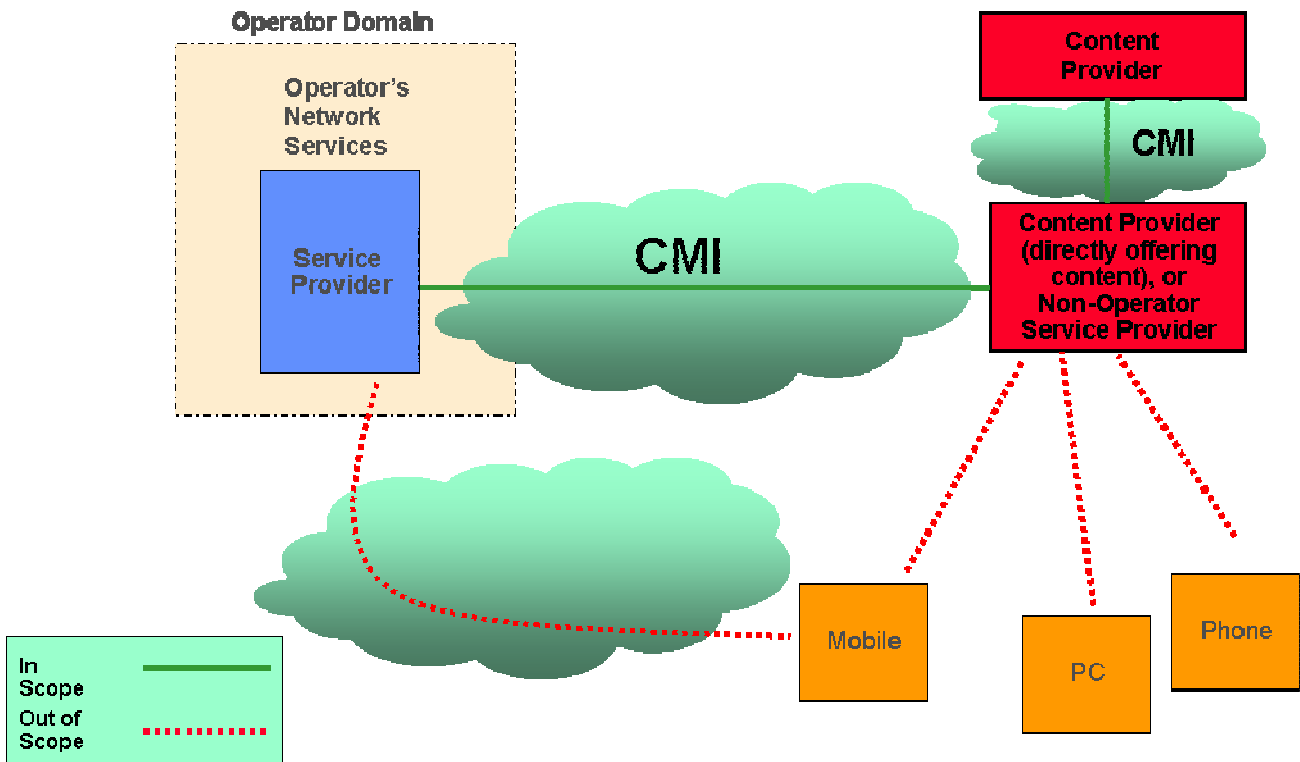 Operator Domain
Operator's
Network
Services
Service
Provider
CMI
Content
Provider
CMI
Content Provider
(directly offering
content), or
Non-Operator
Service Provider
Mobile
PC
Phone
In
Scope
Out of
Scope